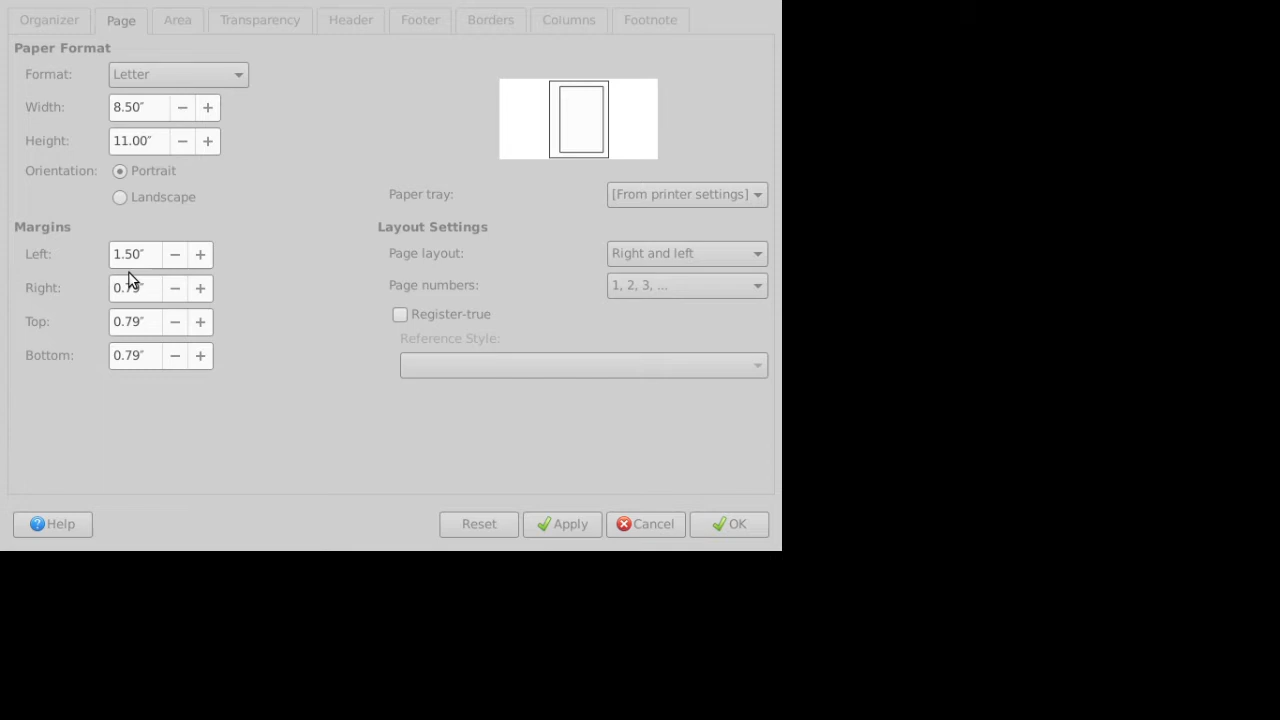 Organizer Page Area Transparency Header Footer Borders Columns Footnote
Paper Format
Format: Letter
Width: 8.50″
Height: 11.00″
Orientation: Portrait
Landscape
Paper tray: [From printer settings]
Margins
Left: 1.50″
Right: 0.79″
Top: 0.79″
Bottom: 0.79″
Layout Settings
Page layout: Right and left
Page numbers: 1, 2, 3, ...
Register-true
Reference Style:
Help Reset Apply Cancel OK